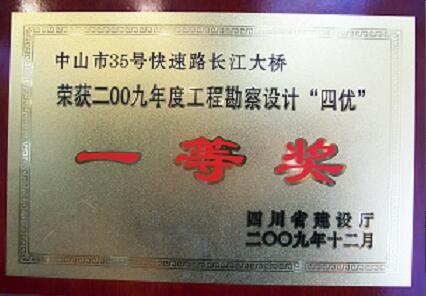 中山市35号快速路长江大桥
荣获二00九年度工程勘察设计“四优”
一等奖
四川省建设厅
二00九年十二月